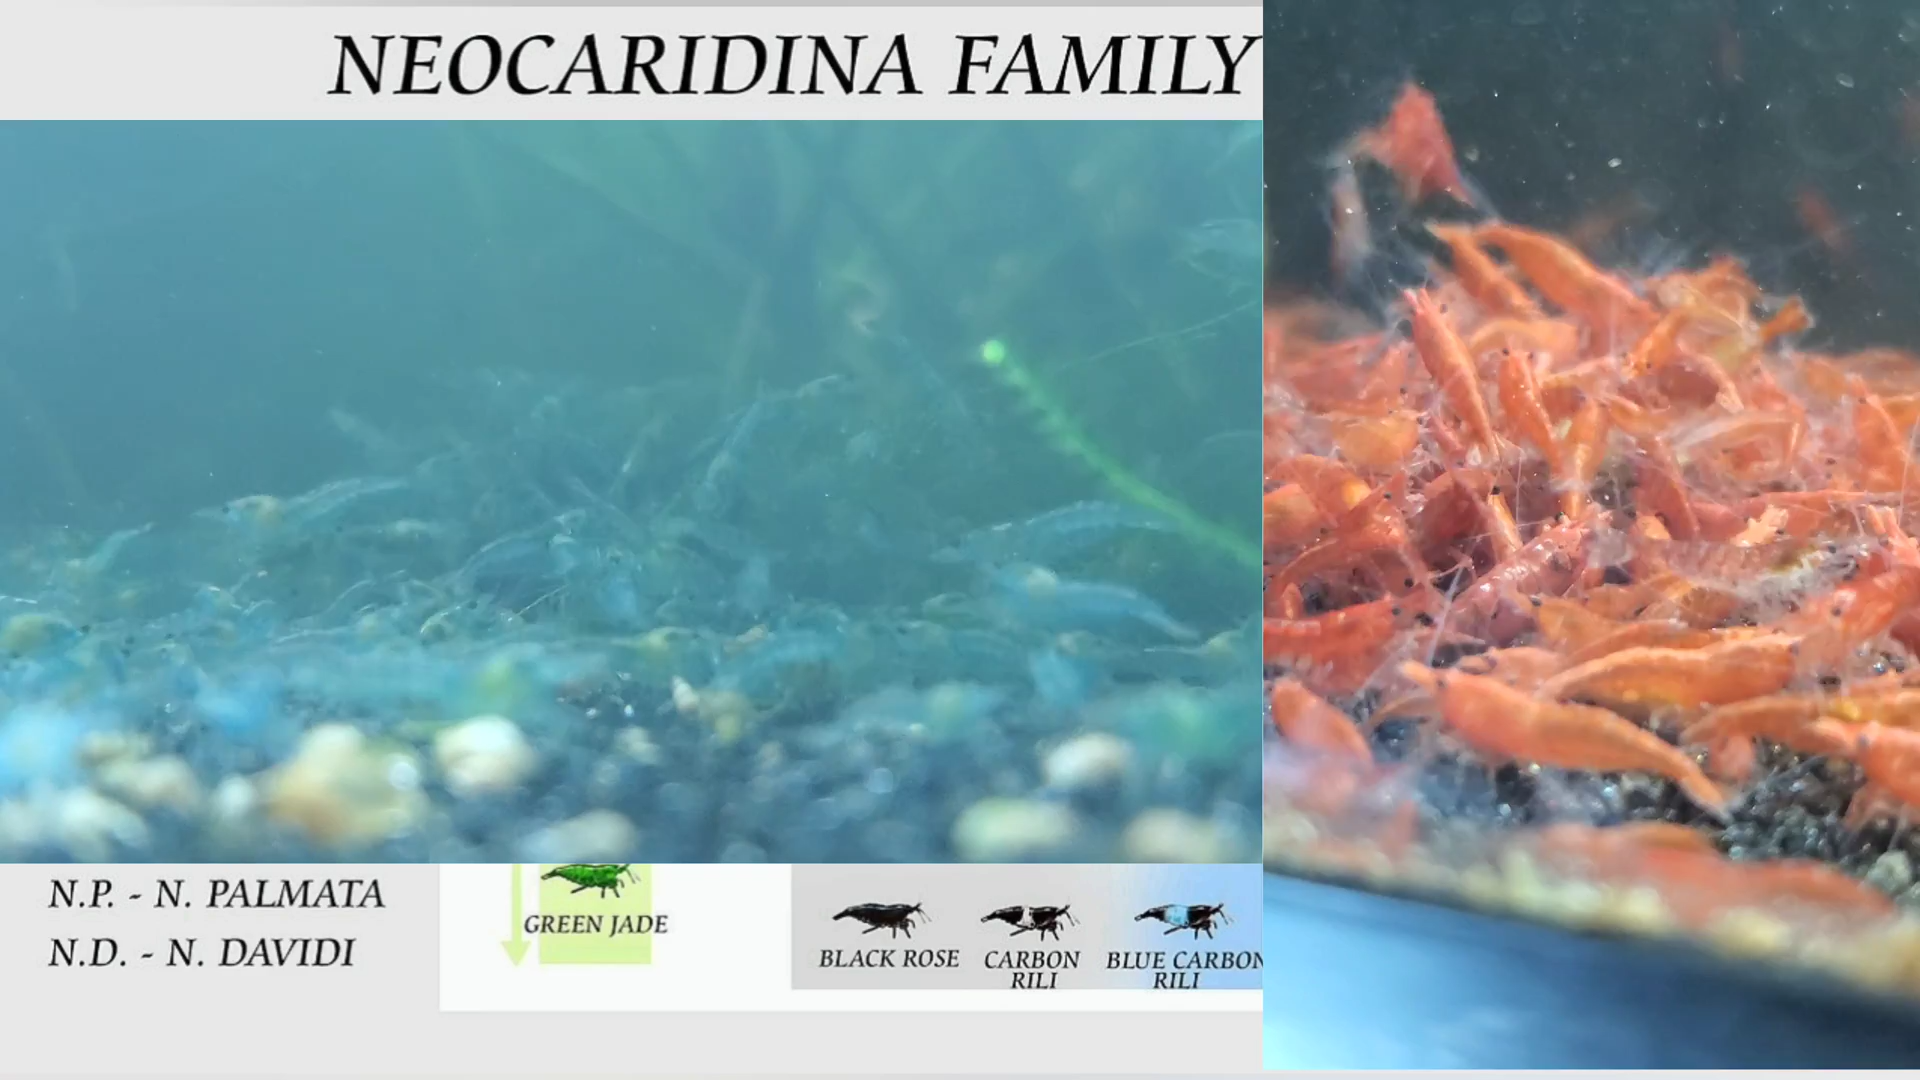 NEOCARIDINA FAMILY
N.P. - N. PALMATA
N.D. - N. DAVIDI
GREEN JADE
BLACK ROSE
CARBON
RILI
BLUE CARBON
RILI